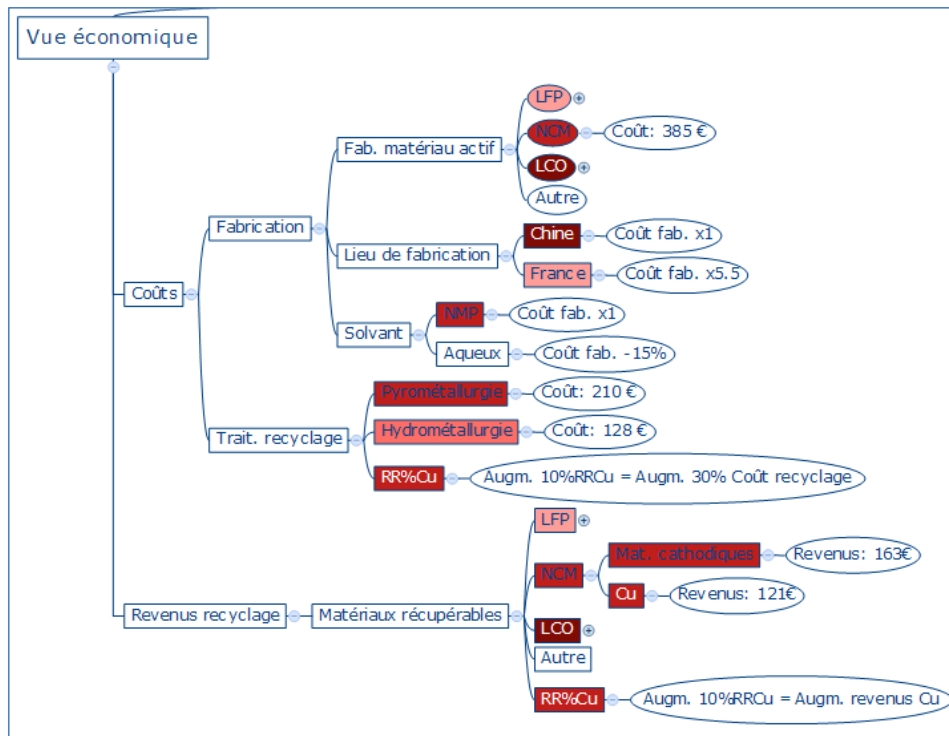 Vue économique
LFP
NCM
Coût: 385 €
Fab. matériau actif
LCO
Autre
Fabrication
Chine
Coût fab. x1
Lieu de fabrication
France
Coût fab. x5.5
Coûts
NMP
Coût fab. x1
Solvant
Aqueux
Coût fab. -15%
Pyrométallurgie
Coût: 210 €
Trait. recyclage
Hydrométallurgie
Coût: 128 €
RR%Cu
Augm. 10%RRCu = Augm. 30% Coût recyclage
LFP
Mat. cathodiques
Revenus: 163€
NCM
Cu
Revenus: 121€
Revenus recyclage
Matériaux récupérables
LCO
Autre
RR%Cu
Augm. 10%RRCu = Augm. revenus Cu